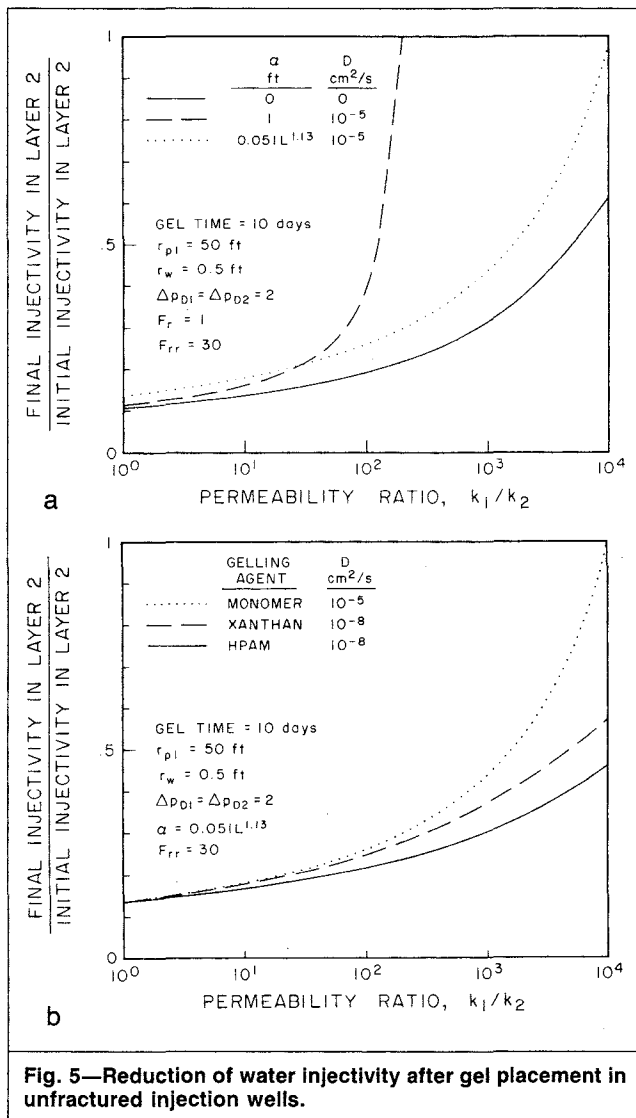 FINAL INJECTIVITY IN LAYER 2
INITIAL INJECTIVITY IN LAYER 2
1
.5
0
α D
ft cm²/s
0 0
1 10⁻⁵
0.051L¹·¹³ 10⁻⁵
GEL TIME = 10 days
r_p1 = 50 ft
r_w = 0.5 ft
Δp_D1 = Δp_D2 = 2
F_r = 1
F_rr = 30
10⁰ 10¹ 10² 10³ 10⁴
a PERMEABILITY RATIO, k₁/k₂
FINAL INJECTIVITY IN LAYER 2
INITIAL INJECTIVITY IN LAYER 2
1
.5
0
GELLING D
AGENT cm²/s
MONOMER 10⁻⁵
XANTHAN 10⁻⁸
HPAM 10⁻⁸
GEL TIME = 10 days
r_p1 = 50 ft
r_w = 0.5 ft
Δp_D1 = Δp_D2 = 2
α = 0.051L¹·¹³
F_rr = 30
10⁰ 10¹ 10² 10³ 10⁴
b PERMEABILITY RATIO, k₁/k₂
Fig. 5—Reduction of water injectivity after gel placement in
unfractured injection wells.